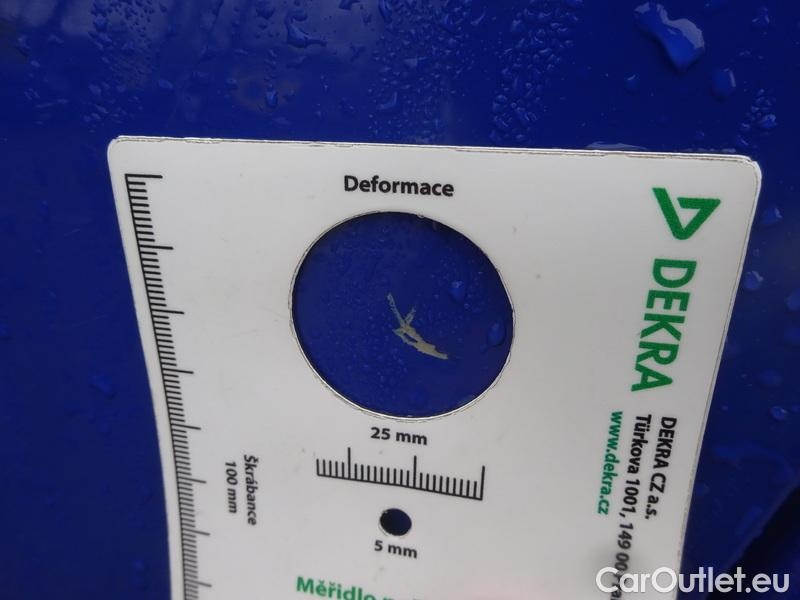 Deformace
DEKRA
DEKRA CZ a.s.
Türkova 1001, 149 00
www.dekra.cz
25 mm
Škrábance
100 mm
5 mm
Měřidlo
CarOutlet.eu